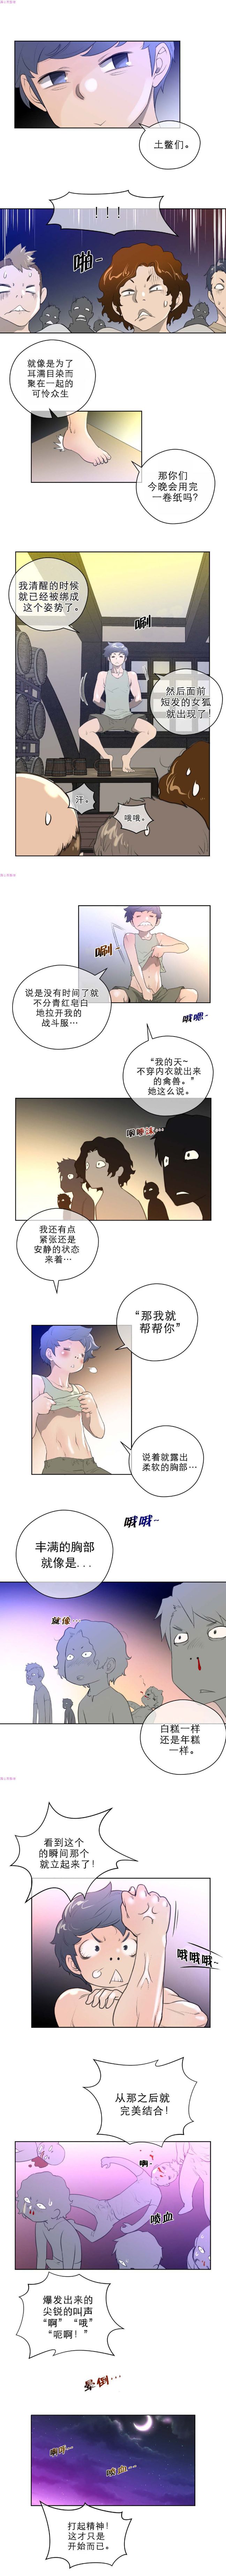 土鳖们。
!!!
啪~
就像是为了
耳濡目染而
聚在一起的
可怜众生
那你们
今晚会用完
一卷纸吗?
我清醒的时候
就已经被绑成
这个姿势了。
唰
然后面前
短发的女狐
就出现了!
汗。
哦哦。
唰~
说是没有时间了就
不分青红皂白
地拉开我的
战斗服…
哦嗯~
“我的天~
不穿内衣就出来
的禽兽。”
她这么说。
我还有点
紧张还是
安静的状态
来着…
“那我就
帮帮你”
说着就露出
柔软的胸部…
哦哦~
丰满的胸部
就像是...
就像…
白糕一样
还是年糕
一样。
看到这个
的瞬间那个
就立起来了!
哦哦哦~
从那之后就
完美结合!
啊~
喷血
爆发出来的
尖锐的叫声
“啊”“哦”
“呃啊!”
晕倒…
喷血…
打起精神!
这才只是
开始而已。